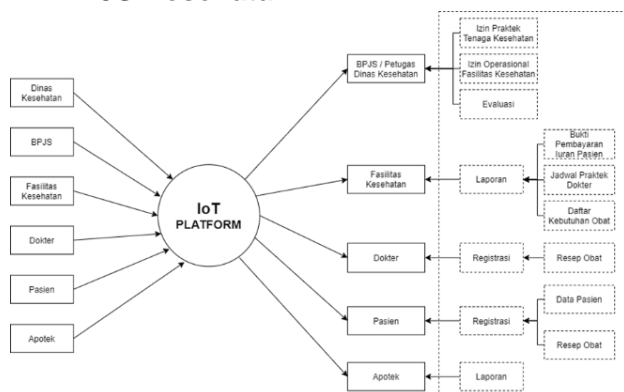 Izin Praktek
Tenaga Kesehatan
BPJS / Petugas
Dinas Kesehatan
Izin Operasional
Fasilitas Kesehatan
Evaluasi
Dinas
Kesehatan
BPJS
Fasilitas
Kesehatan
Dokter
Pasien
Apotek
IoT
PLATFORM
Fasilitas
Kesehatan
Laporan
Bukti
Pembayaran
Iuran Pasien
Jadwal Praktek
Dokter
Daftar
Kebutuhan Obat
Dokter
Registrasi
Resep Obat
Pasien
Registrasi
Data Pasien
Resep Obat
Apotek
Laporan